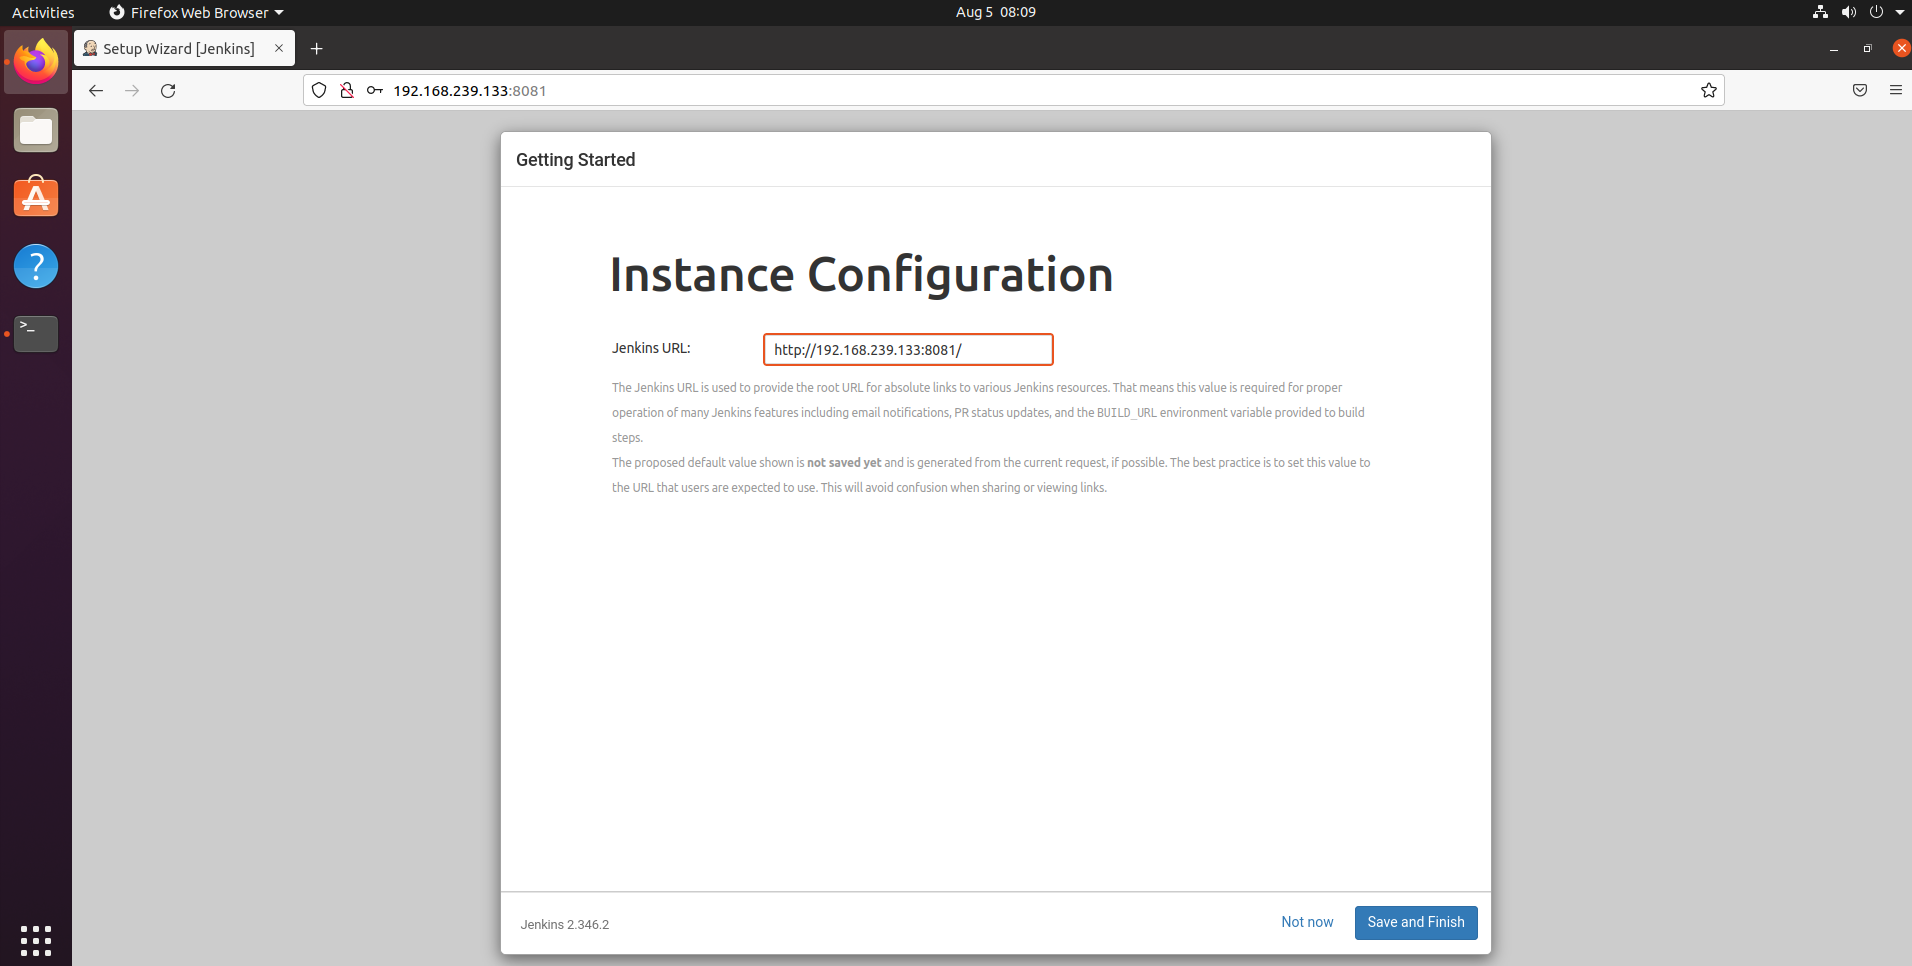 Activities
Firefox Web Browser
Aug 5 08:09
Setup Wizard [Jenkins]
192.168.239.133:8081
Getting Started
Instance Configuration
Jenkins URL:
http://192.168.239.133:8081/
The Jenkins URL is used to provide the root URL for absolute links to various Jenkins resources. That means this value is required for proper
operation of many Jenkins features including email notifications, PR status updates, and the BUILD_URL environment variable provided to build
steps.
The proposed default value shown is not saved yet and is generated from the current request, if possible. The best practice is to set this value to
the URL that users are expected to use. This will avoid confusion when sharing or viewing links.
Jenkins 2.346.2
Not now
Save and Finish